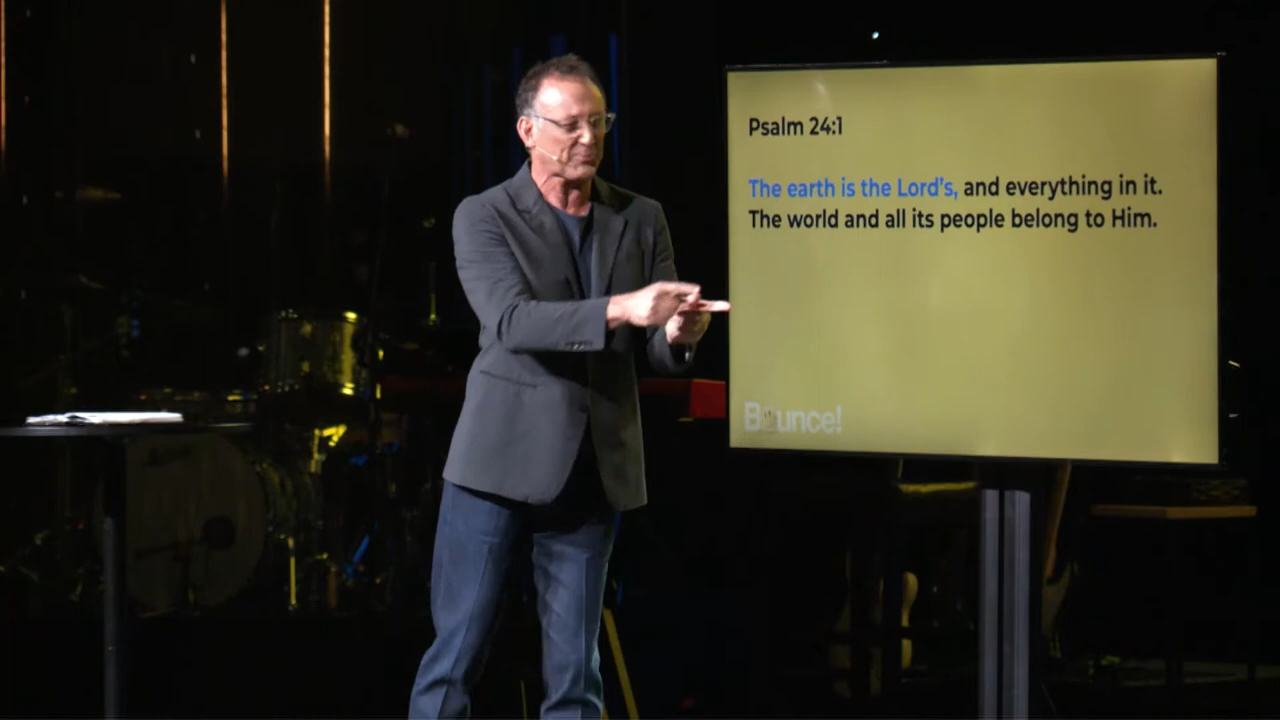 Psalm 24:1
The earth is the Lord's, and everything in it.
The world and all its people belong to Him.
Bounce!